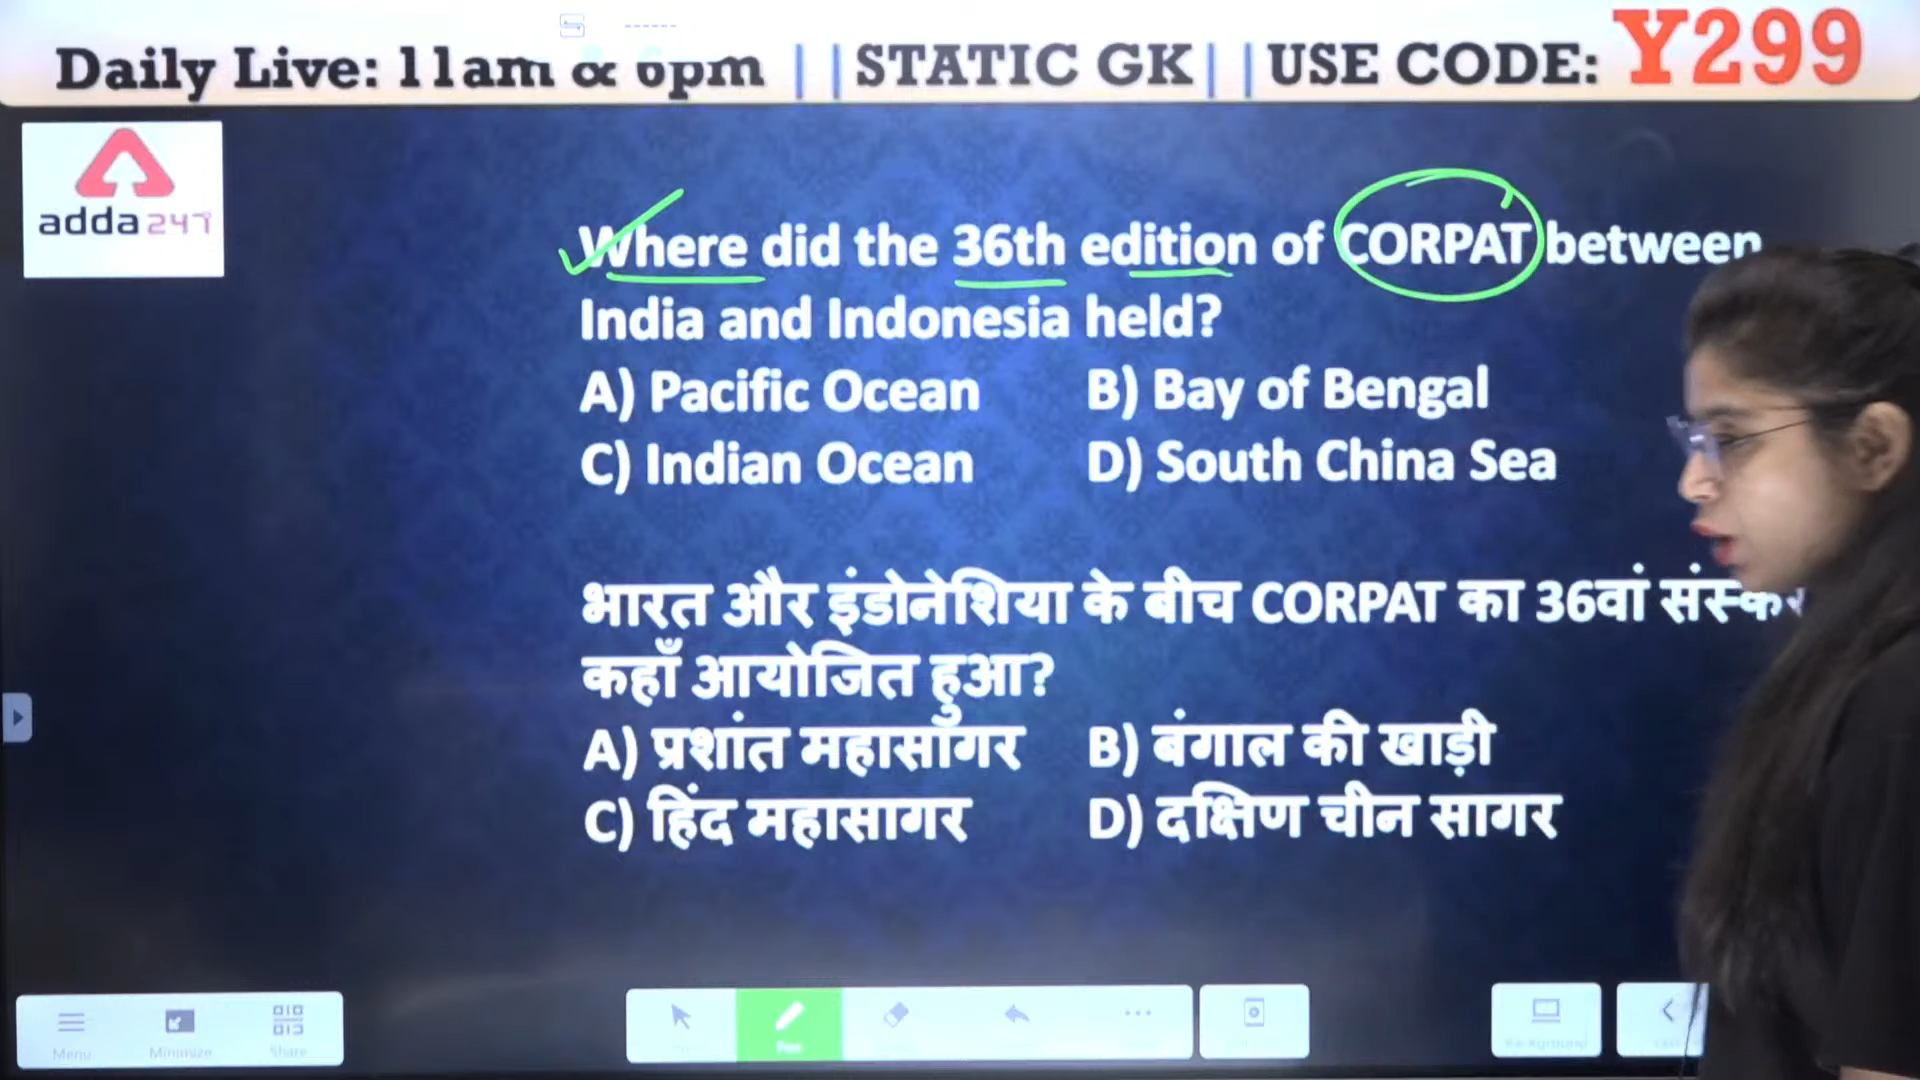 Daily Live: 11am & 6pm || STATIC GK || USE CODE: Y299
adda247
Where did the 36th edition of CORPAT between
India and Indonesia held?
A) Pacific Ocean B) Bay of Bengal
C) Indian Ocean D) South China Sea
भारत और इंडोनेशिया के बीच CORPAT का 36वां
कहाँ आयोजित हुआ?
A) प्रशांत महासागर B) बंगाल की खाड़ी
C) हिंद महासागर D) दक्षिण चीन सागर
Menu Minimize Share Pen Background